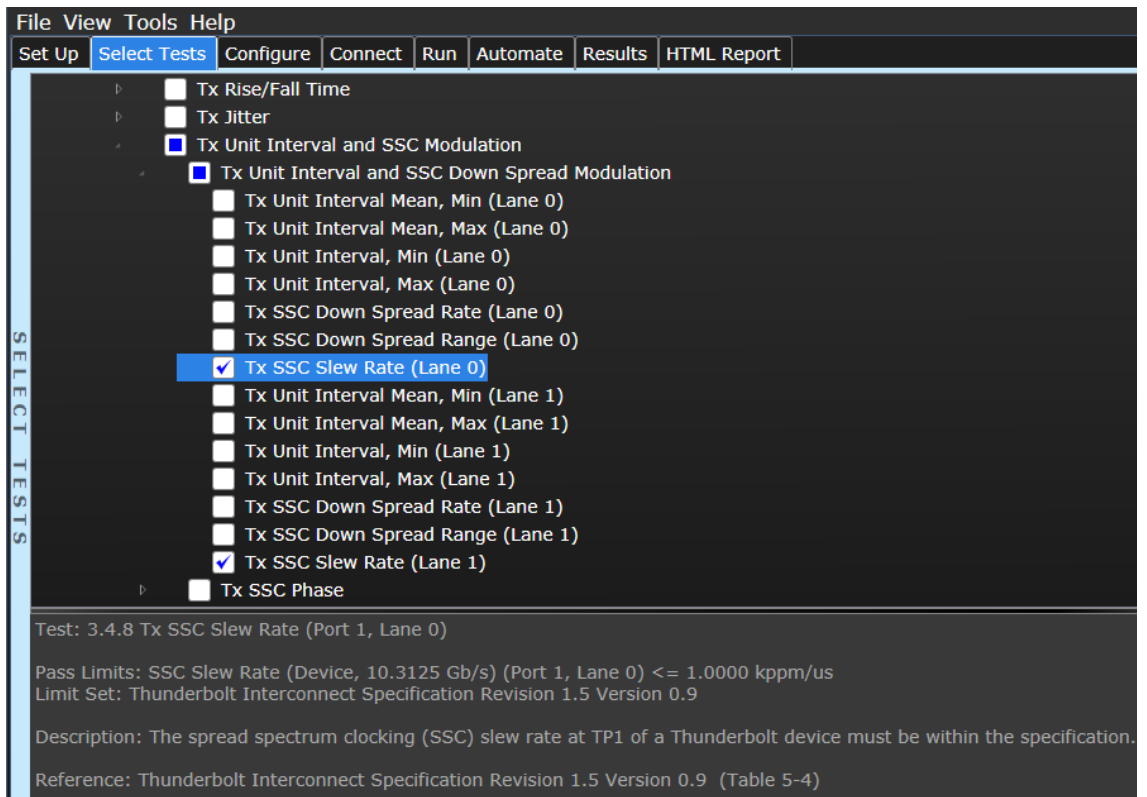 File View Tools Help
Set Up Select Tests Configure Connect Run Automate Results HTML Report
Tx Rise/Fall Time
Tx Jitter
Tx Unit Interval and SSC Modulation
Tx Unit Interval and SSC Down Spread Modulation
Tx Unit Interval Mean, Min (Lane 0)
Tx Unit Interval Mean, Max (Lane 0)
Tx Unit Interval, Min (Lane 0)
Tx Unit Interval, Max (Lane 0)
Tx SSC Down Spread Rate (Lane 0)
Tx SSC Down Spread Range (Lane 0)
Tx SSC Slew Rate (Lane 0)
Tx Unit Interval Mean, Min (Lane 1)
Tx Unit Interval Mean, Max (Lane 1)
Tx Unit Interval, Min (Lane 1)
Tx Unit Interval, Max (Lane 1)
Tx SSC Down Spread Rate (Lane 1)
Tx SSC Down Spread Range (Lane 1)
Tx SSC Slew Rate (Lane 1)
Tx SSC Phase
SELECT TESTS
Test: 3.4.8 Tx SSC Slew Rate (Port 1, Lane 0)
Pass Limits: SSC Slew Rate (Device, 10.3125 Gb/s) (Port 1, Lane 0) <= 1.0000 kppm/us
Limit Set: Thunderbolt Interconnect Specification Revision 1.5 Version 0.9
Description: The spread spectrum clocking (SSC) slew rate at TP1 of a Thunderbolt device must be within the specification.
Reference: Thunderbolt Interconnect Specification Revision 1.5 Version 0.9 (Table 5-4)